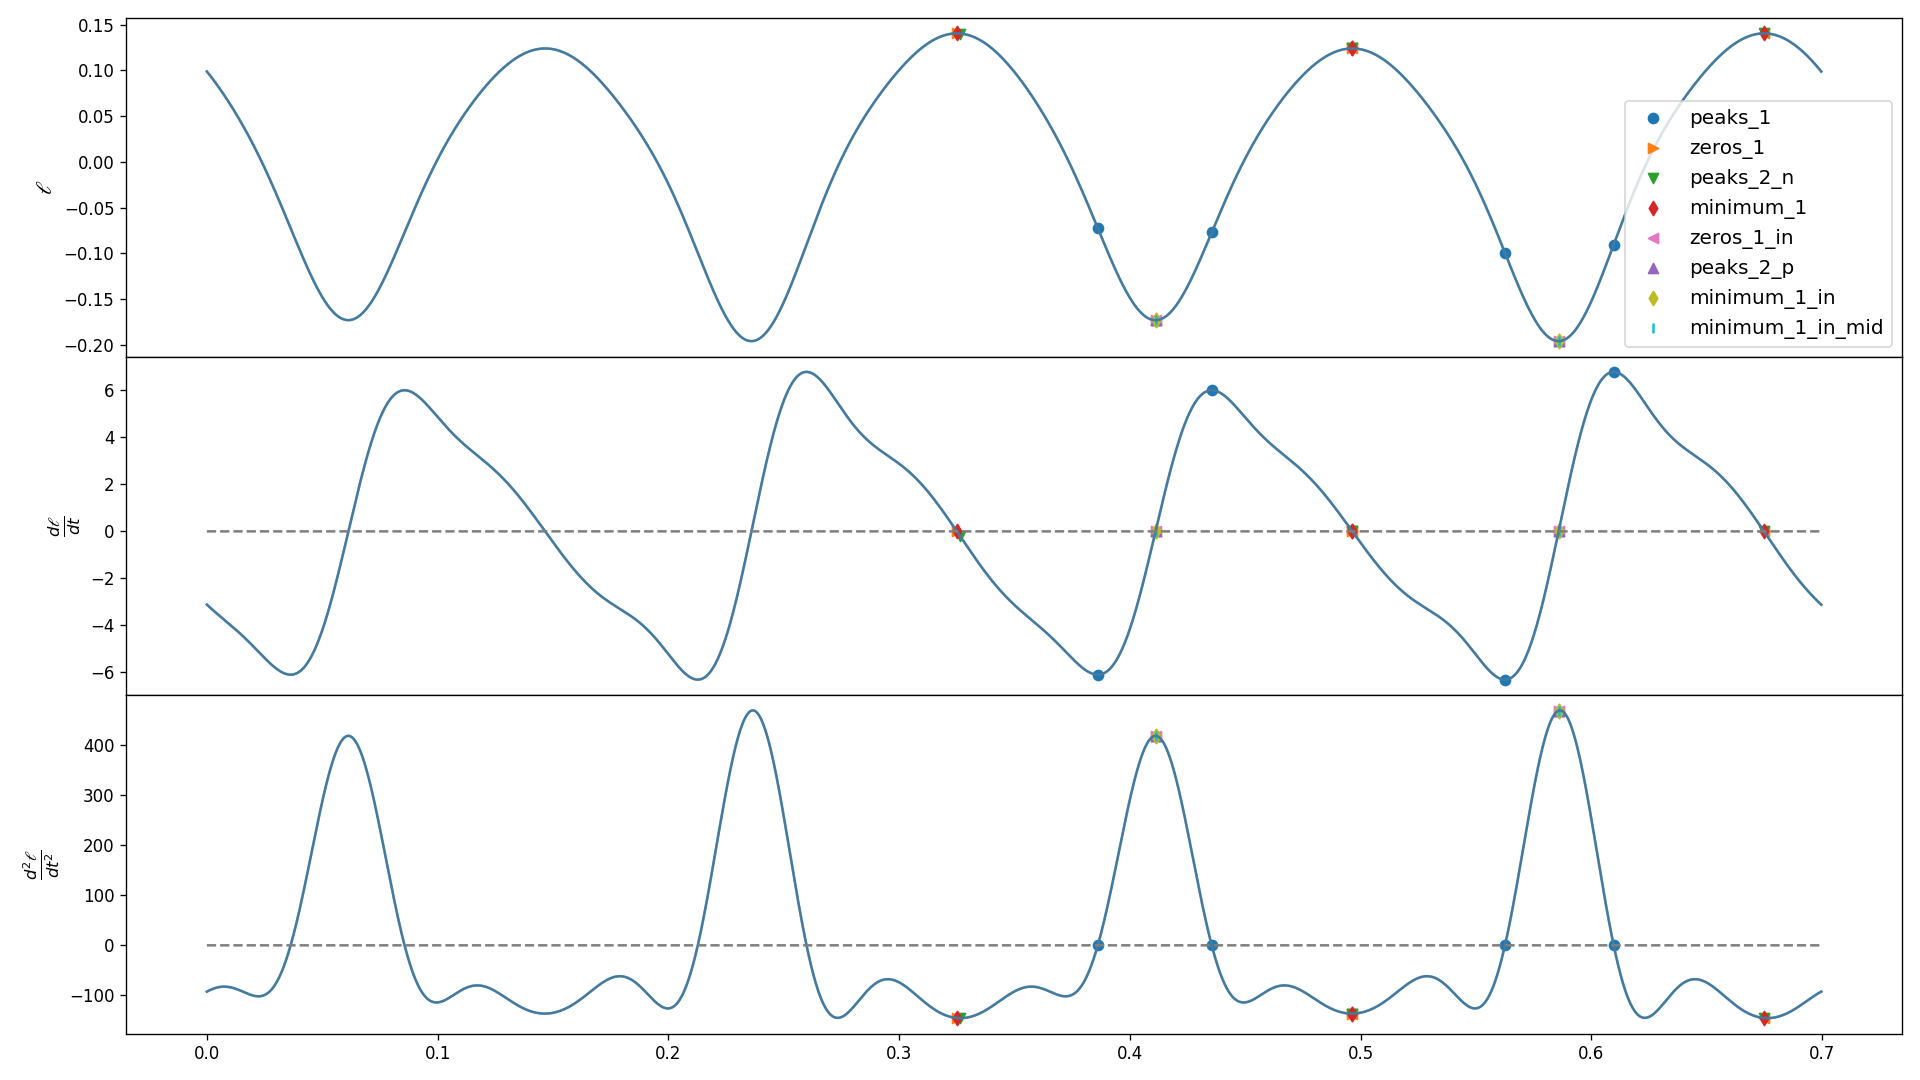 0.15
0.10
0.05
0.00
−0.05
−0.10
−0.15
−0.20
ℓ
peaks_1
zeros_1
peaks_2_n
minimum_1
zeros_1_in
peaks_2_p
minimum_1_in
minimum_1_in_mid
6
4
2
0
−2
−4
−6
dℓ
dt
400
300
200
100
0
−100
d²ℓ
dt²
0.0 0.1 0.2 0.3 0.4 0.5 0.6 0.7